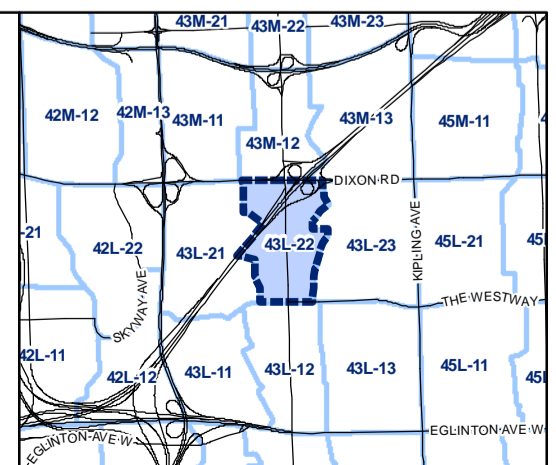 43M-21 43M-22 43M-23
42M-12 42M-13 43M-11 43M-12 43M-13 45M-11
DIXON RD
-21 42L-22 43L-21 43L-22 43L-23 45L-21
KIPLING AVE
SKYWAY AVE
THE WESTWAY
42L-11 42L-12 43L-11 43L-12 43L-13 45L-11
EGLINTON AVE W
EGLINTON AVE W